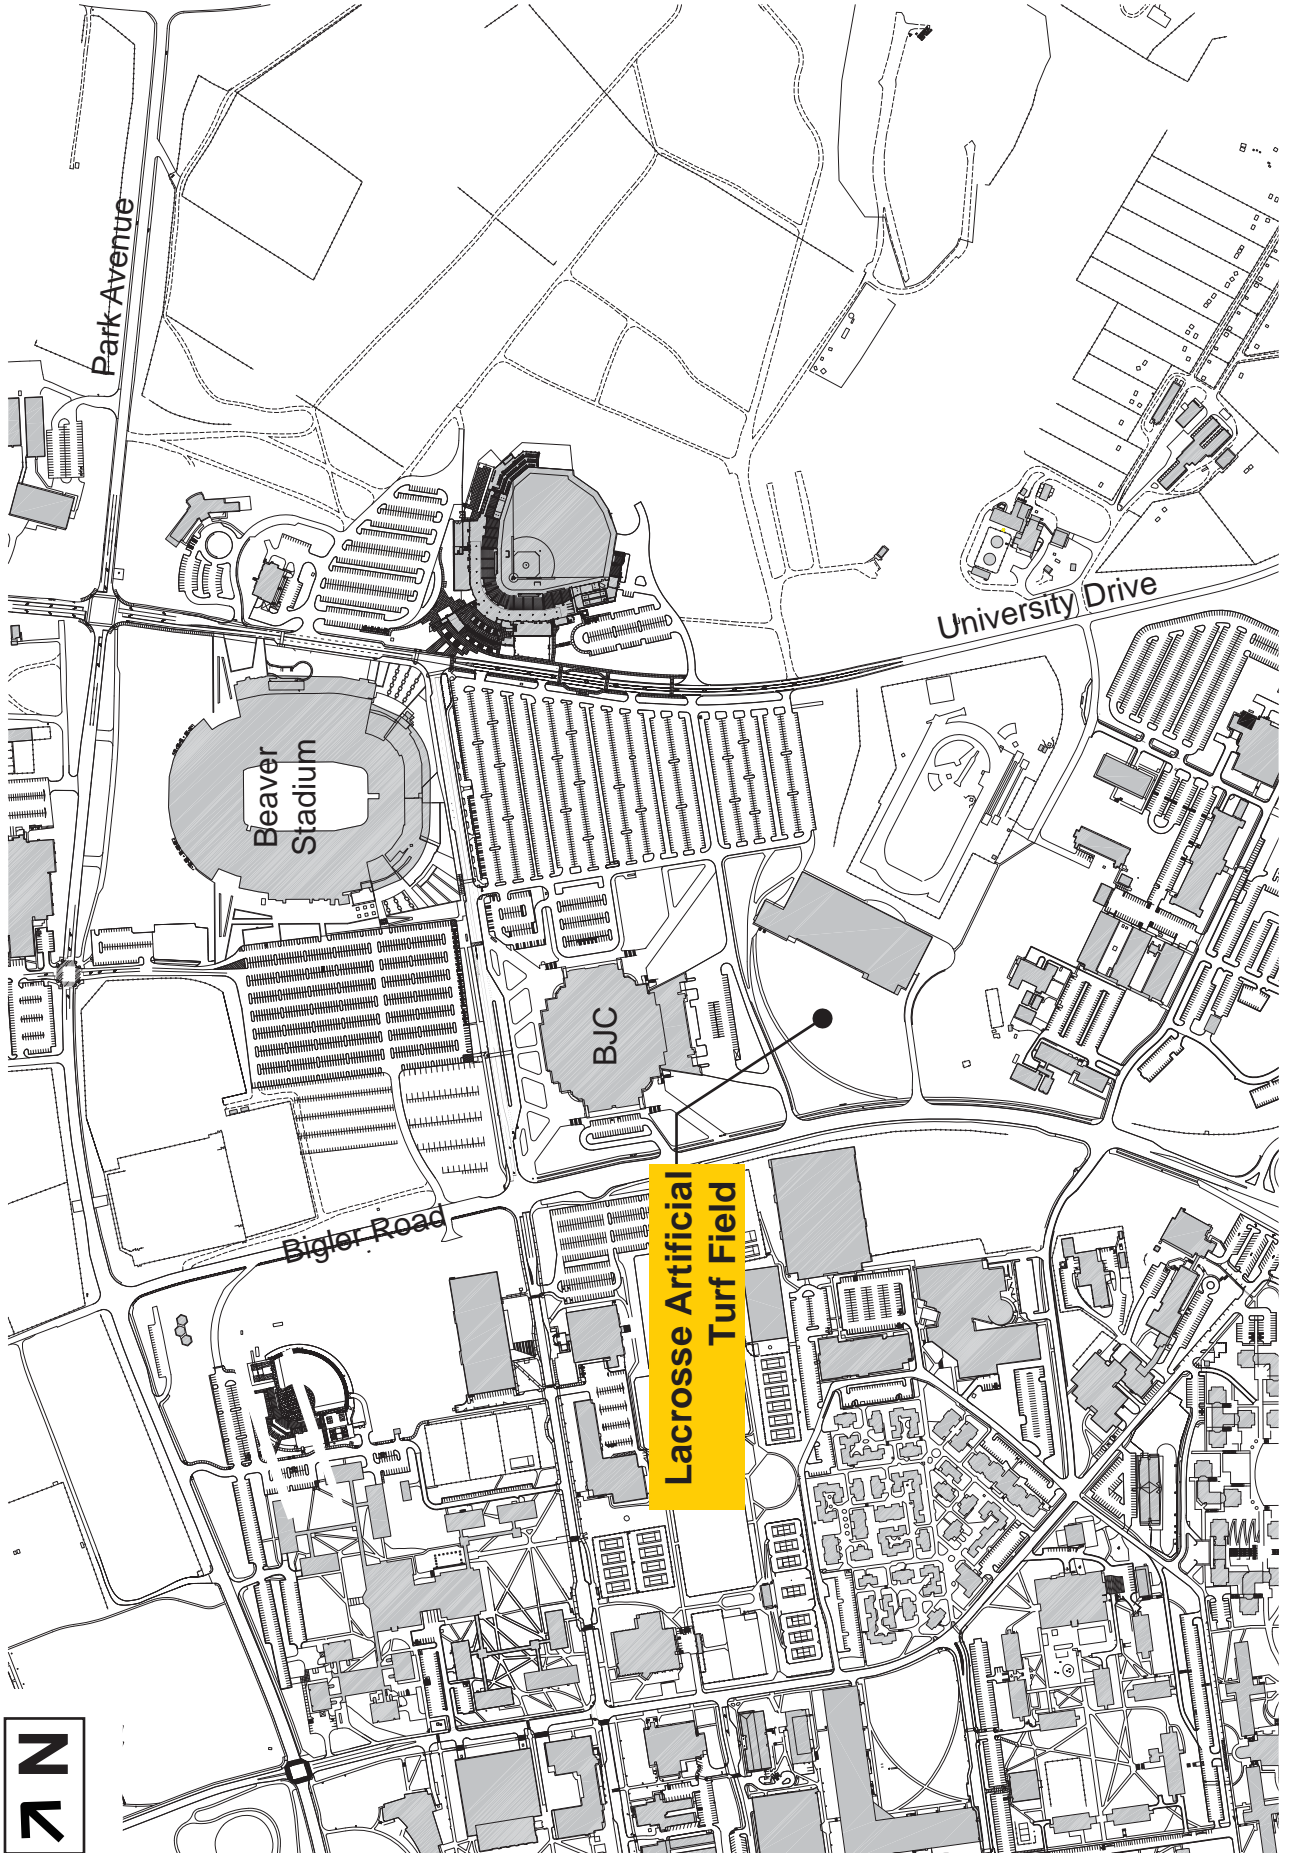 Park Avenue
Beaver
Stadium
University Drive
BJC
Bigler Road
Lacrosse Artificial
Turf Field
N